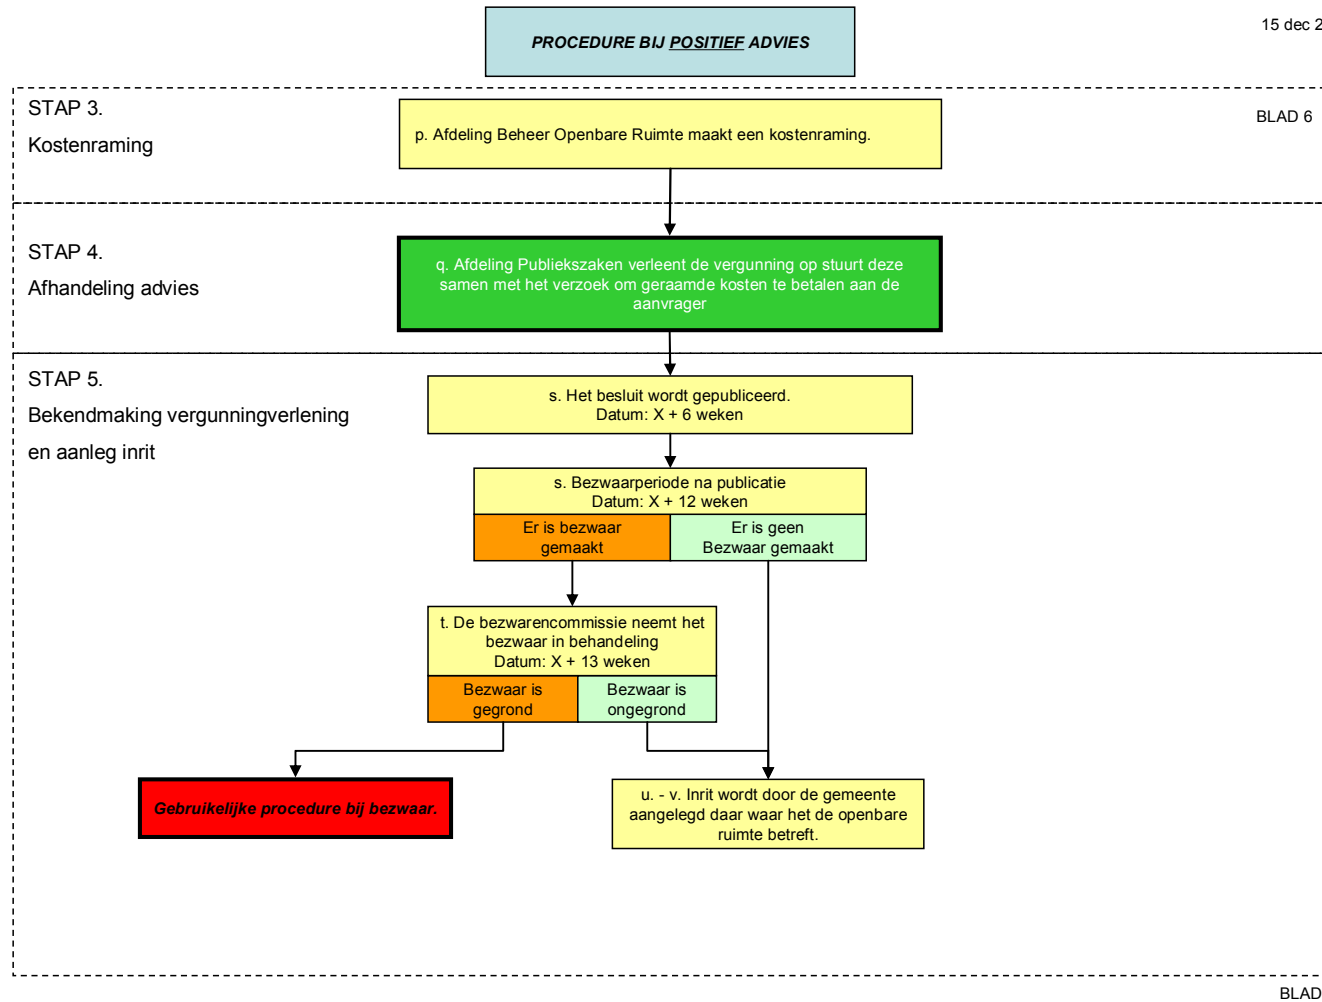 PROCEDURE BIJ POSITIEF ADVIES
15 dec 2
STAP 3.
Kostenraming
BLAD 6
p. Afdeling Beheer Openbare Ruimte maakt een kostenraming.
STAP 4.
Afhandeling advies
q. Afdeling Publiekszaken verleent de vergunning op stuurt deze
samen met het verzoek om geraamde kosten te betalen aan de
aanvrager
STAP 5.
Bekendmaking vergunningverlening
en aanleg inrit
s. Het besluit wordt gepubliceerd.
Datum: X + 6 weken
s. Bezwaarperiode na publicatie
Datum: X + 12 weken
Er is bezwaar
gemaakt
Er is geen
Bezwaar gemaakt
t. De bezwarencommissie neemt het
bezwaar in behandeling
Datum: X + 13 weken
Bezwaar is
gegrond
Bezwaar is
ongegrond
Gebruikelijke procedure bij bezwaar.
u. - v. Inrit wordt door de gemeente
aangelegd daar waar het de openbare
ruimte betreft.
BLAD